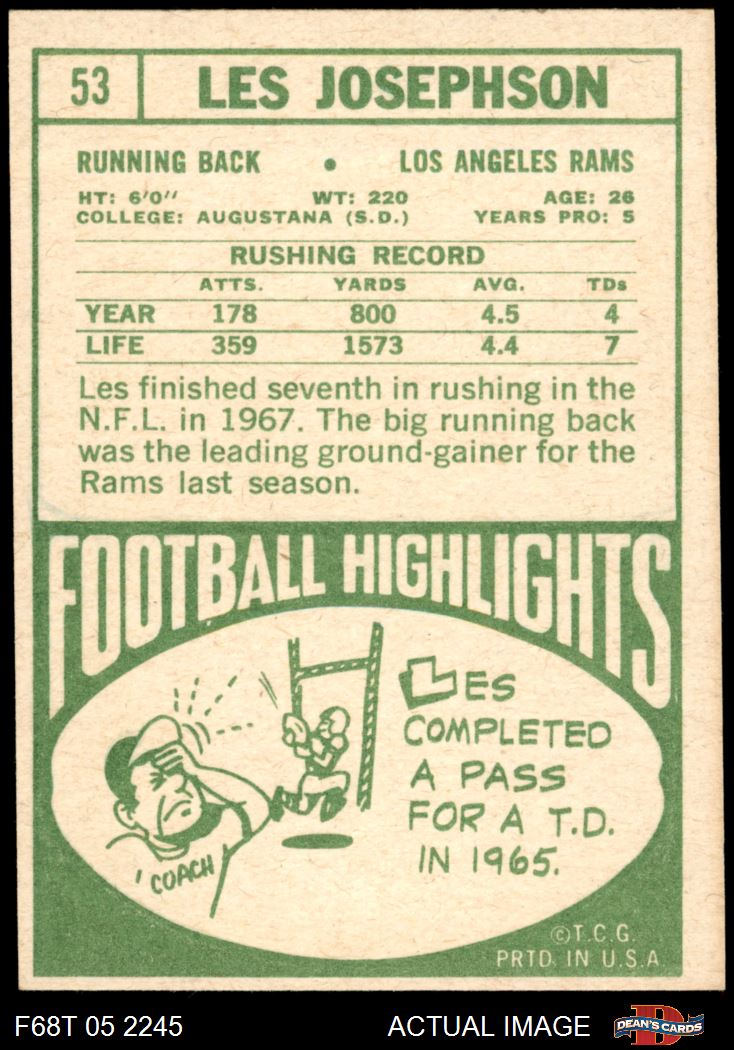 53 LES JOSEPHSON
RUNNING BACK • LOS ANGELES RAMS
HT: 6'0" WT: 220 AGE: 26
COLLEGE: AUGUSTANA (S.D.) YEARS PRO: 5
RUSHING RECORD
ATTS. YARDS AVG. TDs
YEAR 178 800 4.5 4
LIFE 359 1573 4.4 7
Les finished seventh in rushing in the
N.F.L. in 1967. The big running back
was the leading ground-gainer for the
Rams last season.
FOOTBALL HIGHLIGHTS
LES
COMPLETED
A PASS
FOR A T.D.
IN 1965.
COACH
©T.C.G.
PRTD. IN U.S.A.
F68T 05 2245 ACTUAL IMAGE
D
DEAN'S CARDS